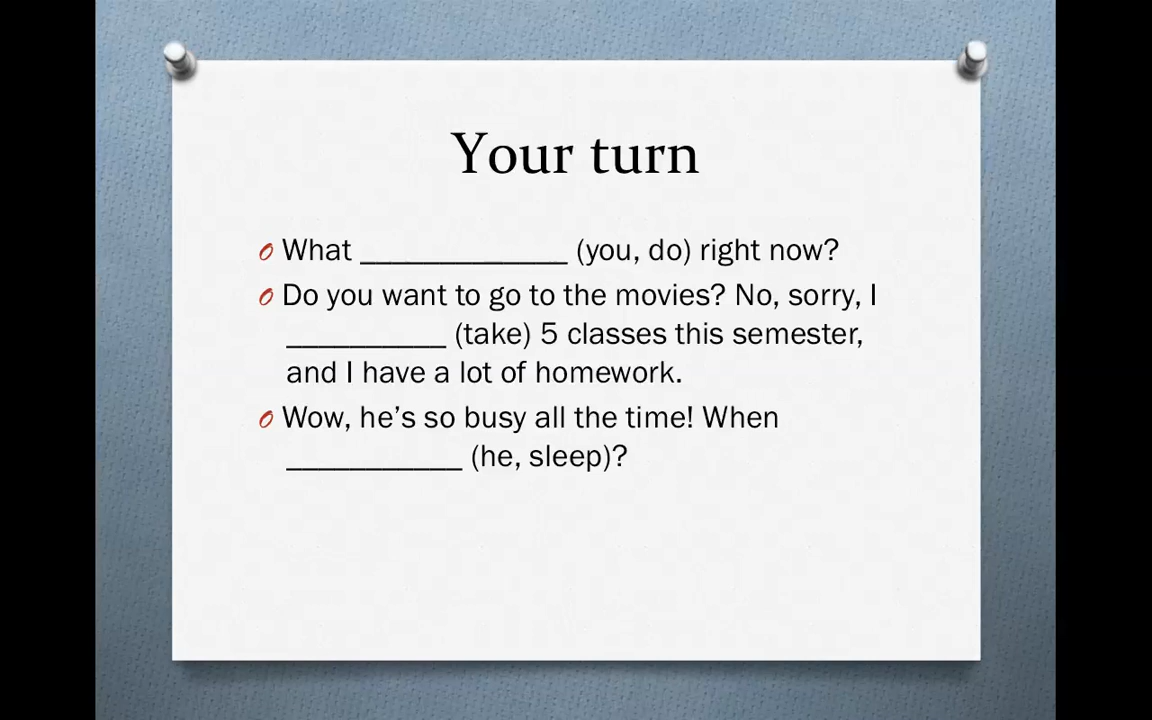 Your turn
What _____________ (you, do) right now?
Do you want to go to the movies? No, sorry, I
__________ (take) 5 classes this semester,
and I have a lot of homework.
Wow, he’s so busy all the time! When
___________ (he, sleep)?